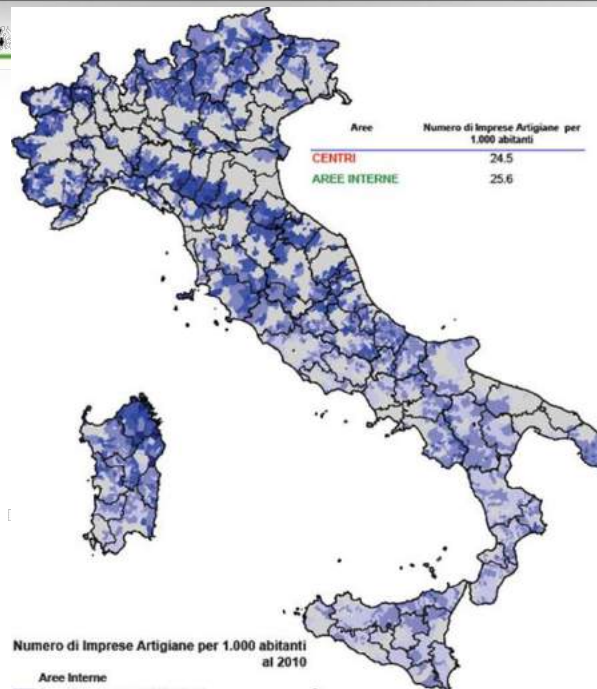 Aree Numero di Imprese Artigiane per
1.000 abitanti
CENTRI 24.5
AREE INTERNE 25.6
Numero di Imprese Artigiane per 1.000 abitanti
al 2010
Aree Interne